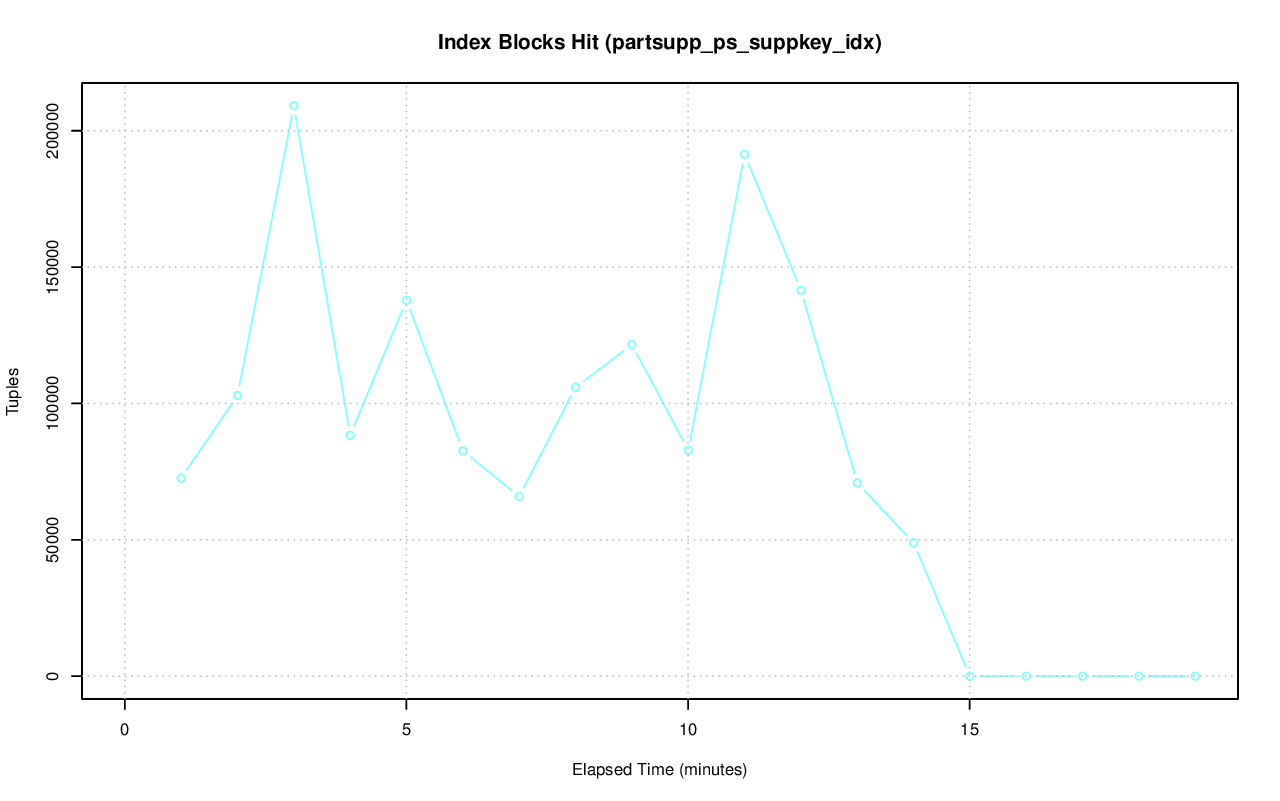 Index Blocks Hit (partsupp_ps_suppkey_idx)
Tuples
200000
150000
100000
50000
0
0 5 10 15
Elapsed Time (minutes)